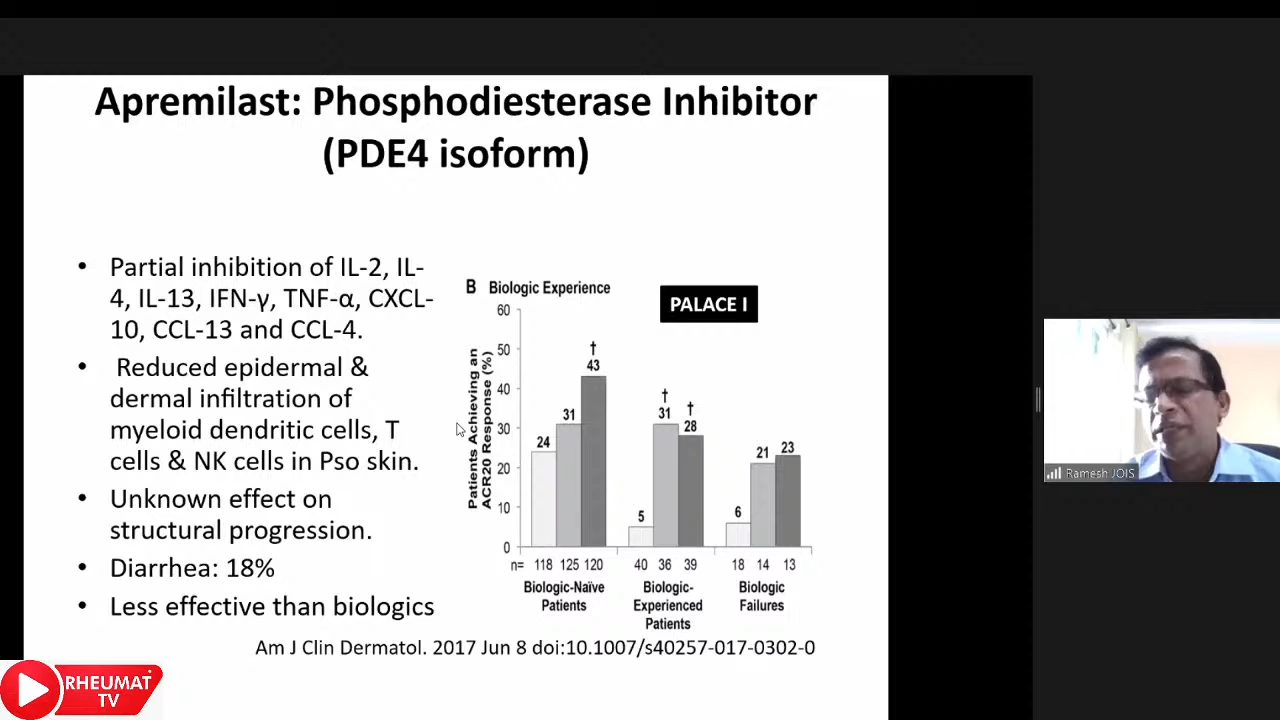 Apremilast: Phosphodiesterase Inhibitor
(PDE4 isoform)
• Partial inhibition of IL-2, IL-
4, IL-13, IFN-γ, TNF-α, CXCL-
10, CCL-13 and CCL-4.
• Reduced epidermal &
dermal infiltration of
myeloid dendritic cells, T
cells & NK cells in Pso skin.
• Unknown effect on
structural progression.
• Diarrhea: 18%
• Less effective than biologics
B Biologic Experience
PALACE I
Patients Achieving an
ACR20 Response (%)
60
50
40
30
20
10
0
24
31
†
43
5
†
31
†
28
6
21
23
n= 118 125 120 40 36 39 18 14 13
Biologic-Naïve
Patients
Biologic-
Experienced
Patients
Biologic
Failures
Am J Clin Dermatol. 2017 Jun 8 doi:10.1007/s40257-017-0302-0
Ramesh JOIS
RHEUMAT
TV